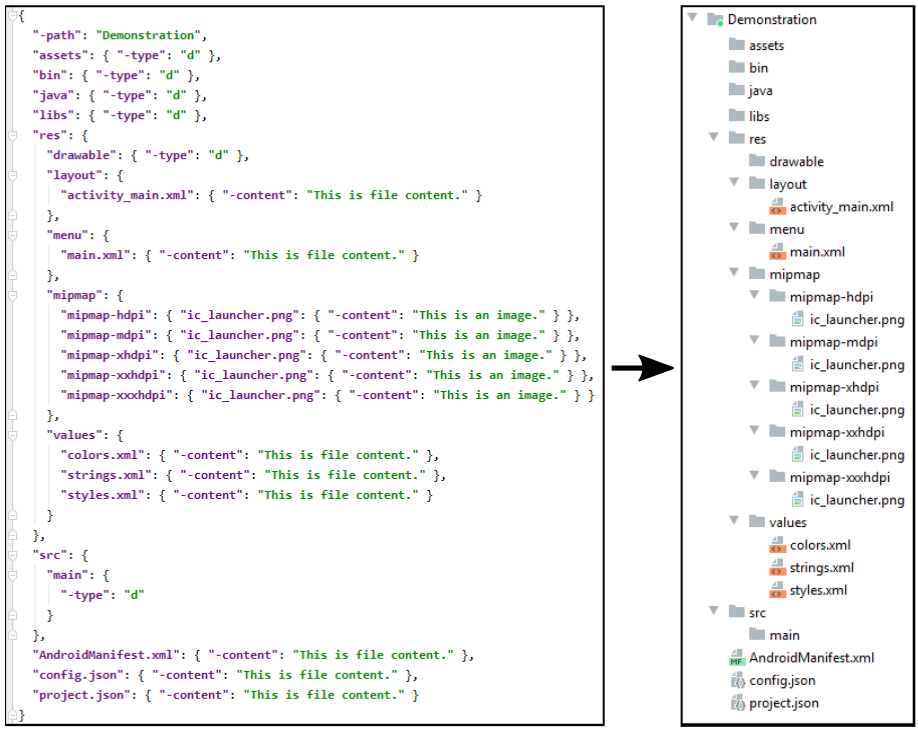 {
"-path": "Demonstration",
"assets": { "-type": "d" },
"bin": { "-type": "d" },
"java": { "-type": "d" },
"libs": { "-type": "d" },
"res": {
"drawable": { "-type": "d" },
"layout": {
"activity_main.xml": { "-content": "This is file content." }
},
"menu": {
"main.xml": { "-content": "This is file content." }
},
"mipmap": {
"mipmap-hdpi": { "ic_launcher.png": { "-content": "This is an image." } },
"mipmap-mdpi": { "ic_launcher.png": { "-content": "This is an image." } },
"mipmap-xhdpi": { "ic_launcher.png": { "-content": "This is an image." } },
"mipmap-xxhdpi": { "ic_launcher.png": { "-content": "This is an image." } },
"mipmap-xxxhdpi": { "ic_launcher.png": { "-content": "This is an image." } }
},
"values": {
"colors.xml": { "-content": "This is file content." },
"strings.xml": { "-content": "This is file content." },
"styles.xml": { "-content": "This is file content." }
}
},
"src": {
"main": {
"-type": "d"
}
},
"AndroidManifest.xml": { "-content": "This is file content." },
"config.json": { "-content": "This is file content." },
"project.json": { "-content": "This is file content." }
}
Demonstration
assets
bin
java
libs
res
drawable
layout
activity_main.xml
menu
main.xml
mipmap
mipmap-hdpi
ic_launcher.png
mipmap-mdpi
ic_launcher.png
mipmap-xhdpi
ic_launcher.png
mipmap-xxhdpi
ic_launcher.png
mipmap-xxxhdpi
ic_launcher.png
values
colors.xml
strings.xml
styles.xml
src
main
MF AndroidManifest.xml
config.json
project.json